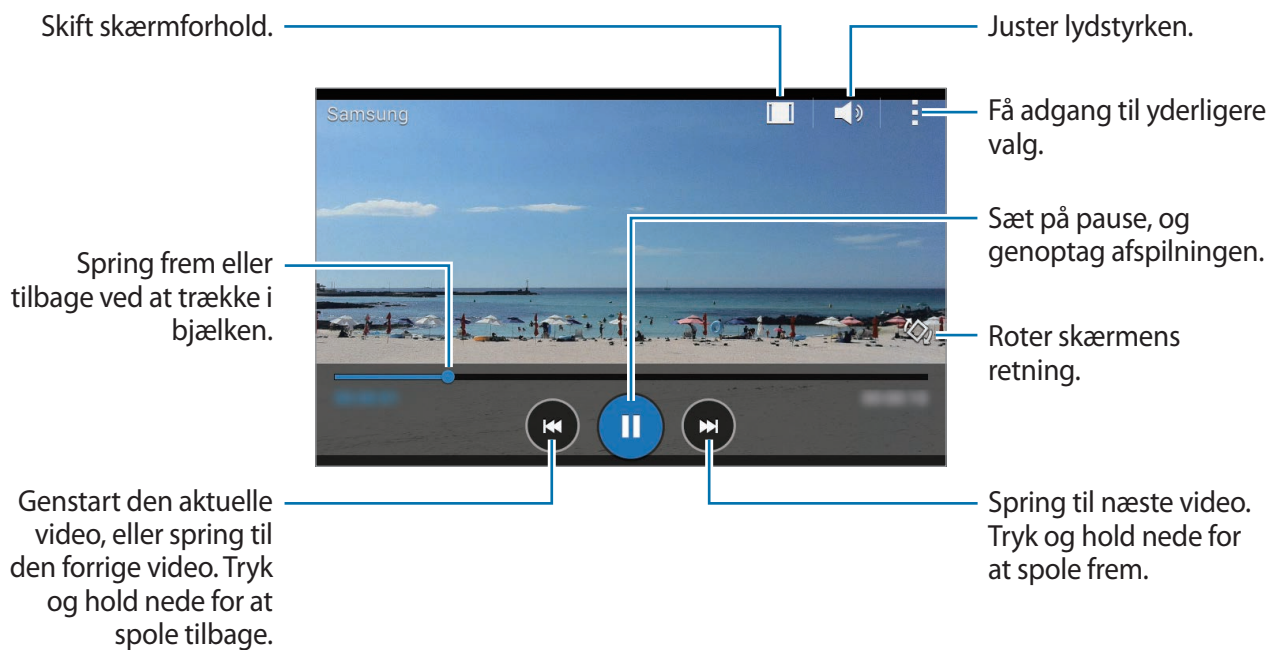 Skift skærmforhold.
Juster lydstyrken.
Samsung
Få adgang til yderligere
valg.
Sæt på pause, og
genoptag afspilningen.
Spring frem eller
tilbage ved at trække i
bjælken.
Roter skærmens
retning.
Genstart den aktuelle
video, eller spring til
den forrige video. Tryk
og hold nede for at
spole tilbage.
Spring til næste video.
Tryk og hold nede for
at spole frem.